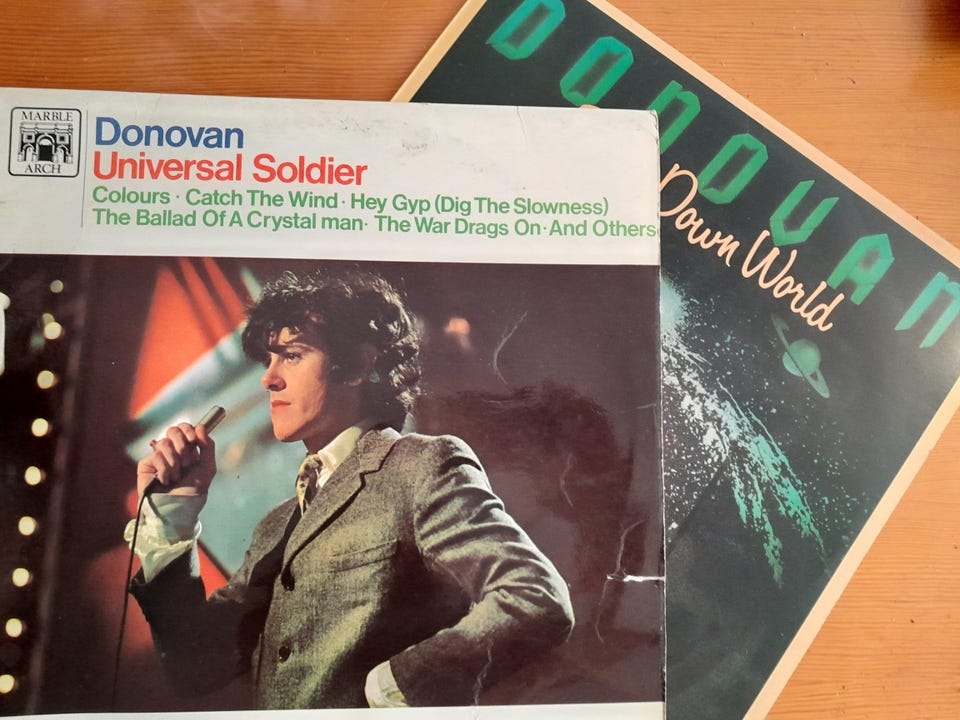 MARBLE
ARCH
Donovan
Universal Soldier
Colours · Catch The Wind · Hey Gyp (Dig The Slowness)
The Ballad Of A Crystal man · The War Drags On · And Others
DONOVAN
Down World